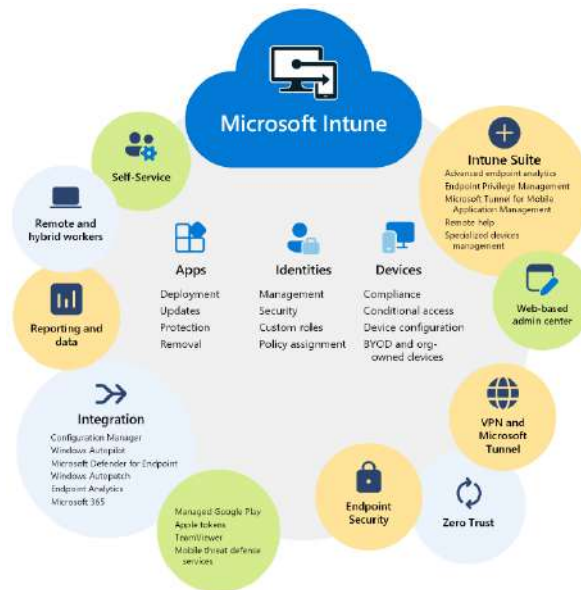 Microsoft Intune
Self-Service
Remote and
hybrid workers
Reporting and
data
Integration
Configuration Manager
Windows Autopilot
Microsoft Defender for Endpoint
Windows Autopatch
Endpoint Analytics
Microsoft 365
Managed Google Play
Apple tokens
TeamViewer
Mobile threat defense
services
Apps
Deployment
Updates
Protection
Removal
Identities
Management
Security
Custom roles
Policy assignment
Devices
Compliance
Conditional access
Device configuration
BYOD and org-
owned devices
Intune Suite
Advanced endpoint analytics
Endpoint Privilege Management
Microsoft Tunnel for Mobile
Application Management
Remote help
Specialized devices
management
Web-based
admin center
VPN and
Microsoft
Tunnel
Zero Trust
Endpoint
Security